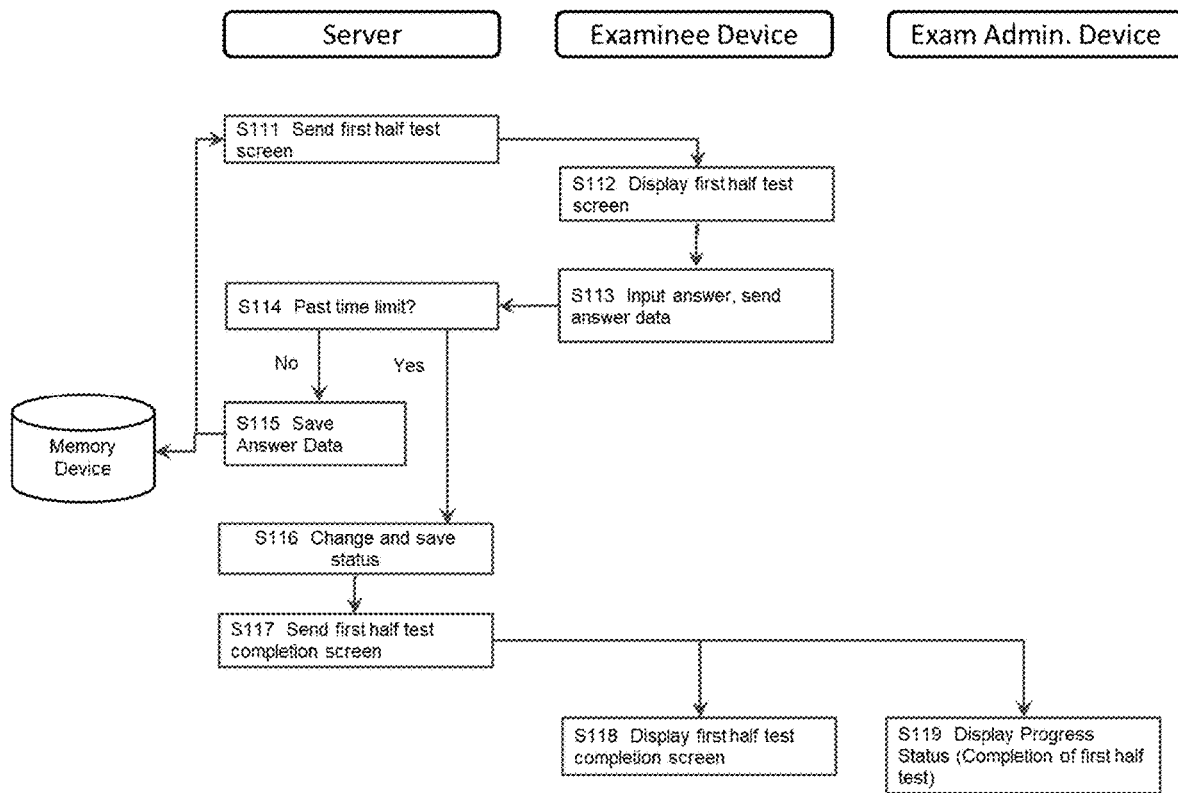 Server
Examinee Device
Exam Admin. Device
S111 Send first half test
screen
S112 Display first half test
screen
S113 Input answer, send
answer data
S114 Past time limit?
No
Yes
Memory
Device
S115 Save
Answer Data
S116 Change and save
status
S117 Send first half test
completion screen
S118 Display first half test
completion screen
S119 Display Progress
Status (Completion of first half
test)